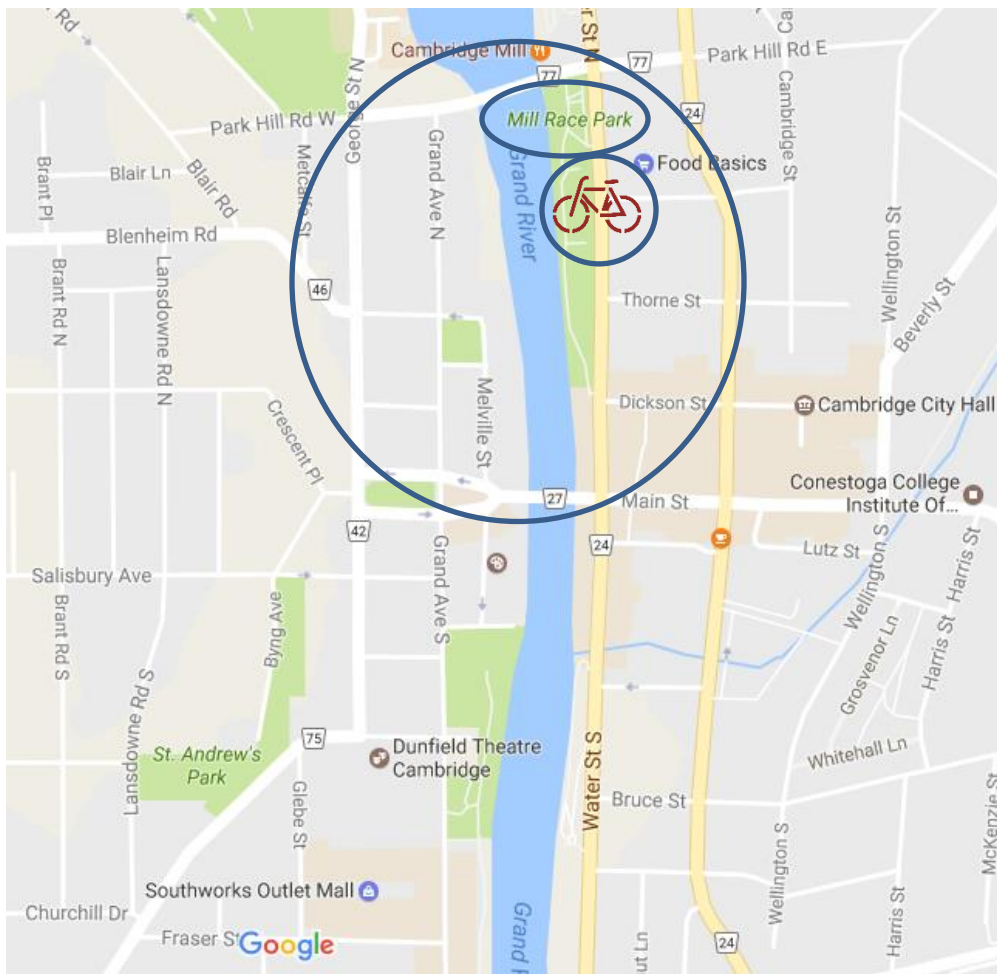 r Rd
George St N
Cambridge Mill
77
er St N
77
Park Hill Rd E
Park Hill Rd W
Mill Race Park
24
Cambridge St
Ca
Food Basics
Brant Pl
Blair Ln
Blair Rd
Metcalfe St
Grand Ave N
Grand River
Blenheim Rd
Wellington St
Beverly St
Brant Rd N
Lansdowne Rd N
46
Thorne St
Crescent Pl
Melville St
Dickson St
Cambridge City Hall
Conestoga College
Institute Of...
27
Main St
42
24
Lutz St
Salisbury Ave
Byng Ave
Grand Ave S
Wellington S
Harris St
Harris St
Grosvenor Ln
Brant Rd S
Lansdowne Rd S
75
St. Andrew's
Park
Dunfield Theatre
Cambridge
Whitehall Ln
Water St S
Bruce St
Glebe St
McKenzie St
Wellington S
Southworks Outlet Mall
Churchill Dr
Fraser St
Google
Grand R
ut Ln
24
Harris St